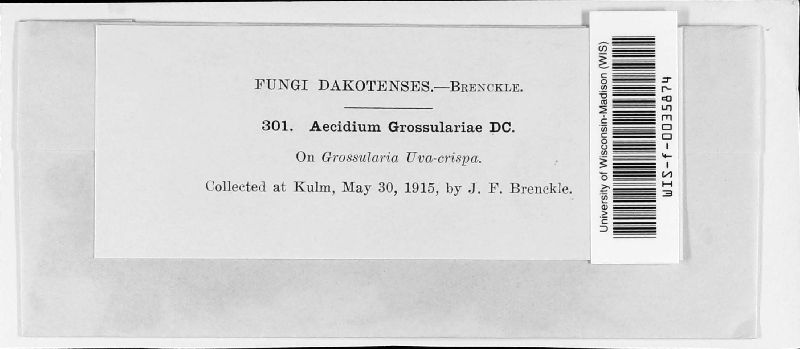 FUNGI DAKOTENSES.—BRENCKLE.
301. Aecidium Grossulariae DC.
On Grossularia Uva-crispa.
Collected at Kulm, May 30, 1915, by J. F. Brenckle.
University of Wisconsin-Madison (WIS)
WIS-f-0035874